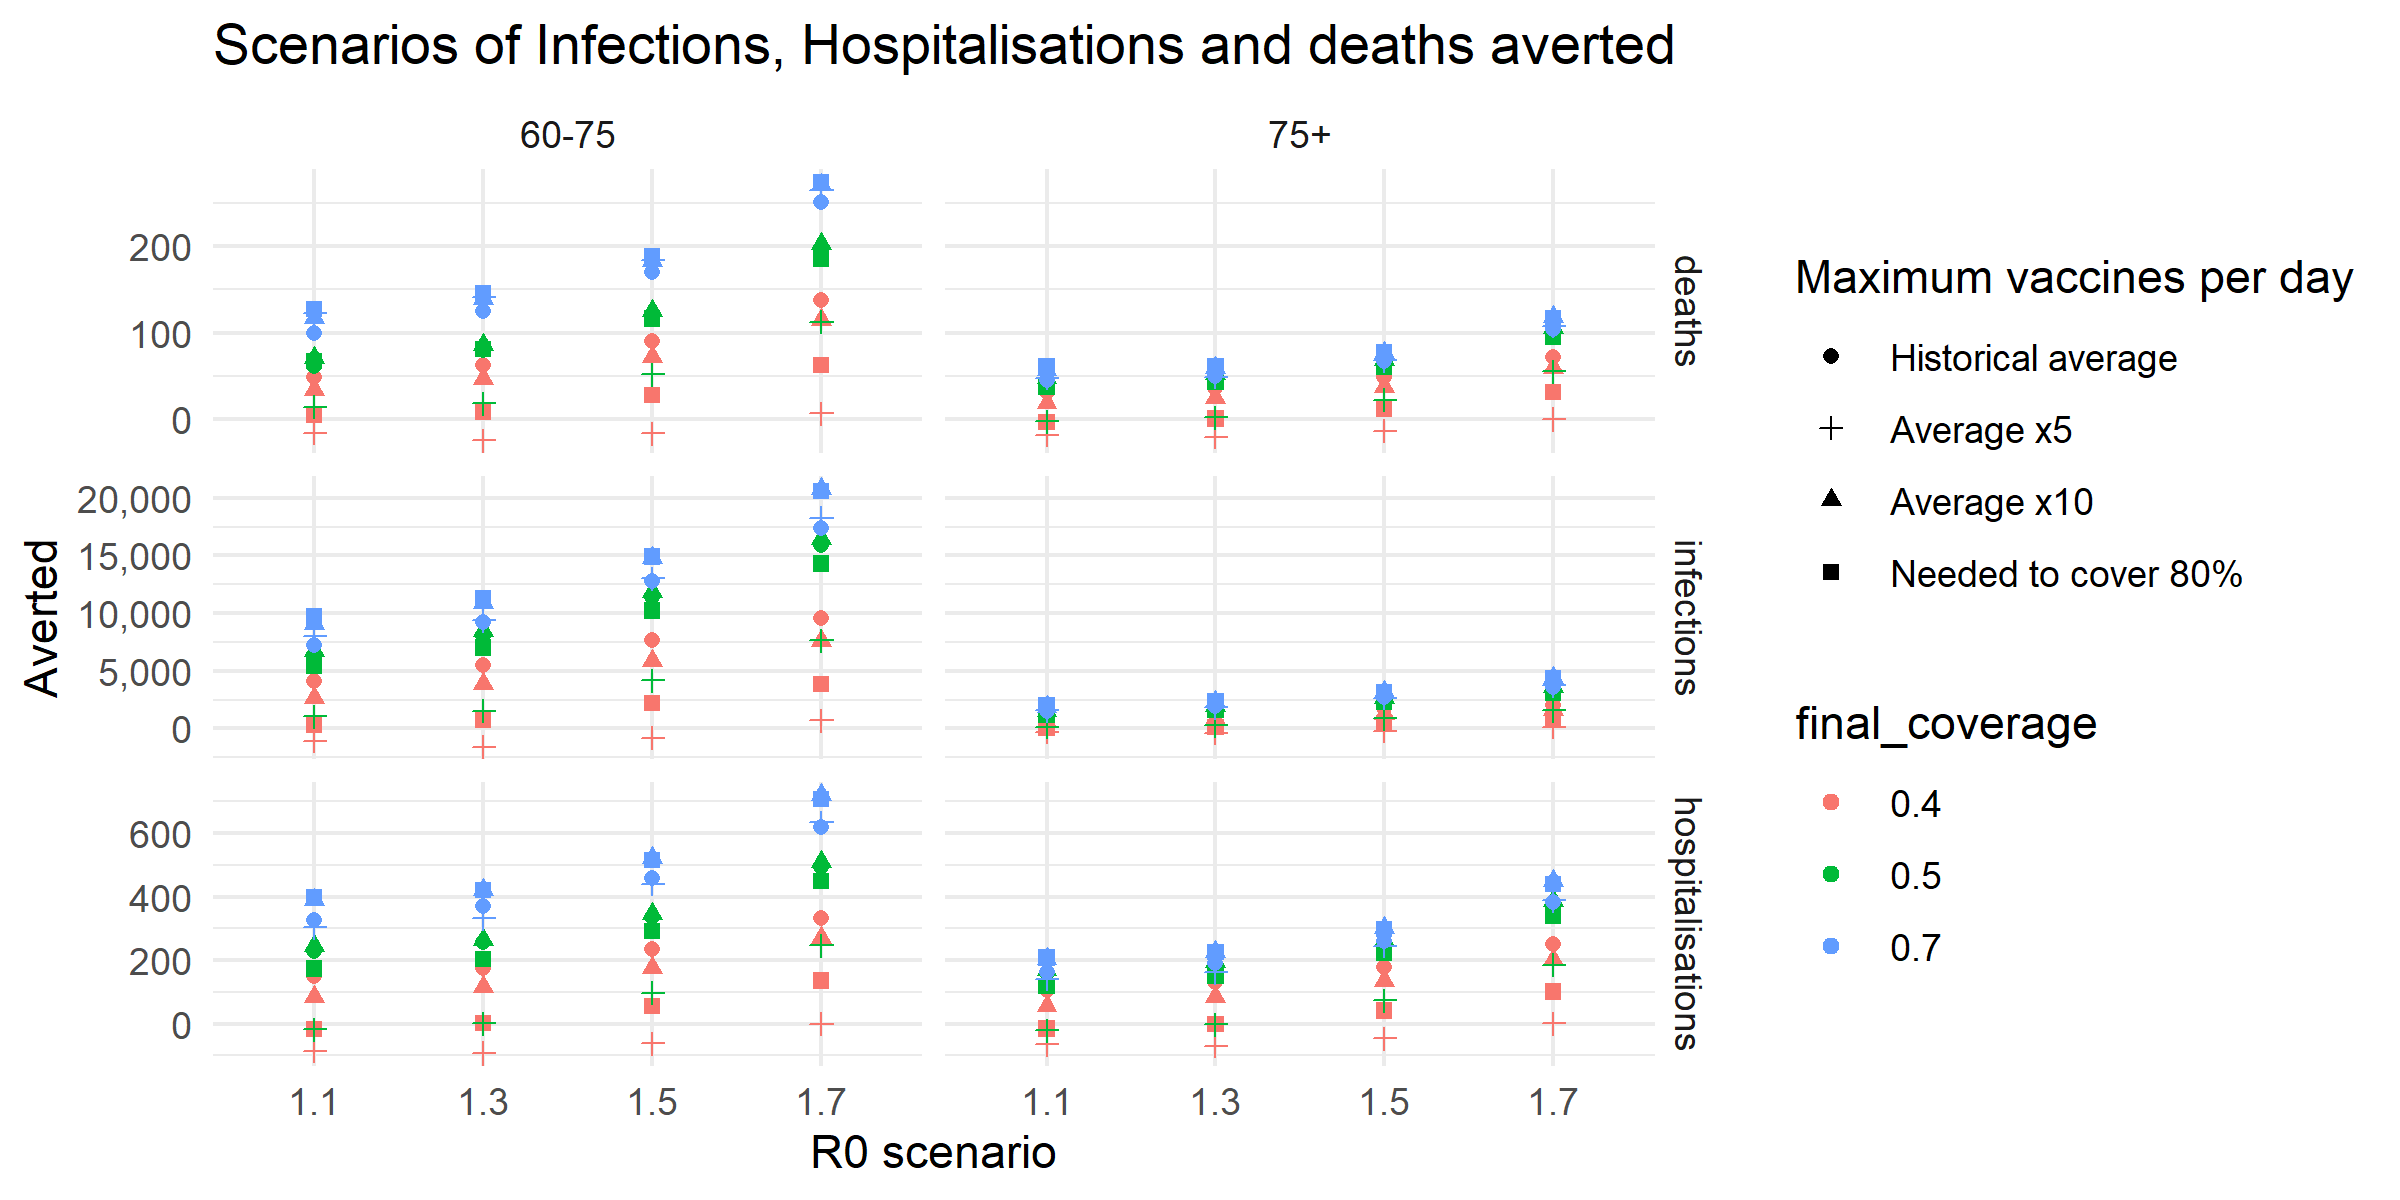 Scenarios of Infections, Hospitalisations and deaths averted
60-75
75+
200
100
0
deaths
20,000
15,000
10,000
5,000
0
infections
600
400
200
0
hospitalisations
Averted
1.1
1.3
1.5
1.7
1.1
1.3
1.5
1.7
R0 scenario
Maximum vaccines per day
Historical average
Average x5
Average x10
Needed to cover 80%
final_coverage
0.4
0.5
0.7